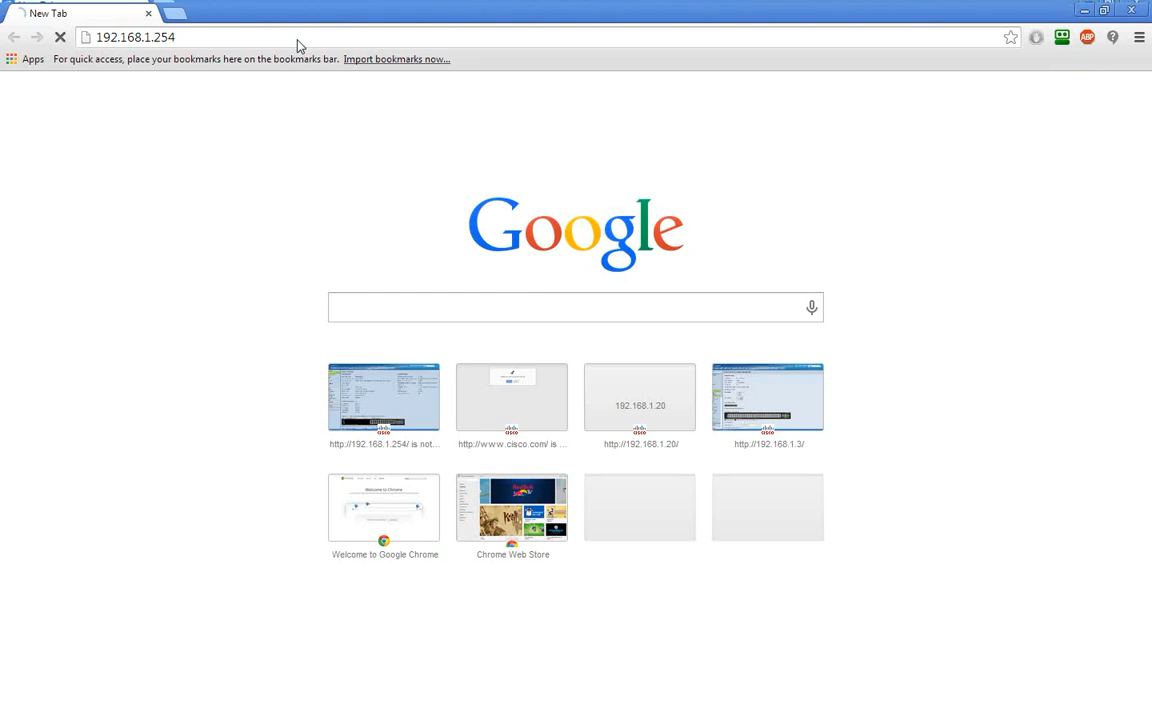 New Tab
192.168.1.254
ABP
Apps For quick access, place your bookmarks here on the bookmarks bar. Import bookmarks now...
Google
192.168.1.20
http://192.168.1.254/ is not... http://www.cisco.com/ is ... http://192.168.1.20/ http://192.168.1.3/
Welcome to Google Chrome Chrome Web Store